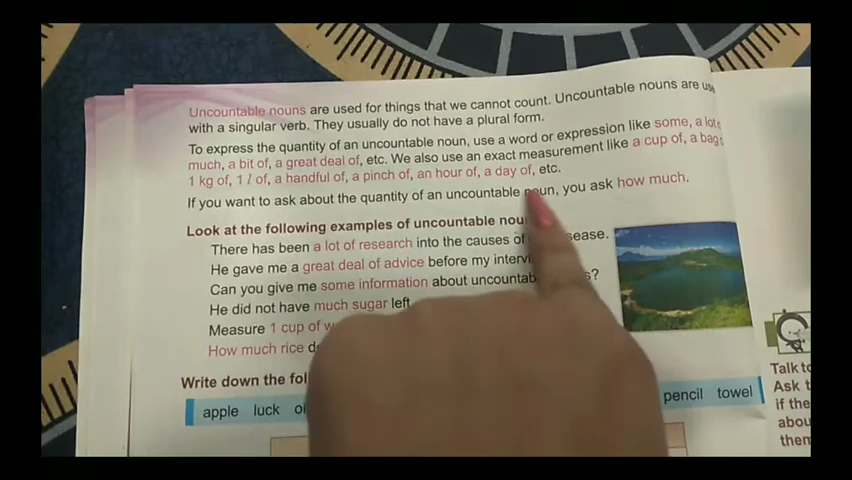 Uncountable nouns are used for things that we cannot count. Uncountable nouns are use
with a singular verb. They usually do not have a plural form.
To express the quantity of an uncountable noun, use a word or expression like some, a lot o
much, a bit of, a great deal of, etc. We also use an exact measurement like a cup of, a bag
1 kg of, 1 l of, a handful of, a pinch of, an hour of, a day of, etc.
If you want to ask about the quantity of an uncountable noun, you ask how much.
Look at the following examples of uncountable
There has been a lot of research into the causes of
He gave me a great deal of advice before my
Can you give me some information about
He did not have much sugar left
Measure 1 cup of
How much rice
Write down the
apple luck
pencil towel
Talk to
Ask
if the